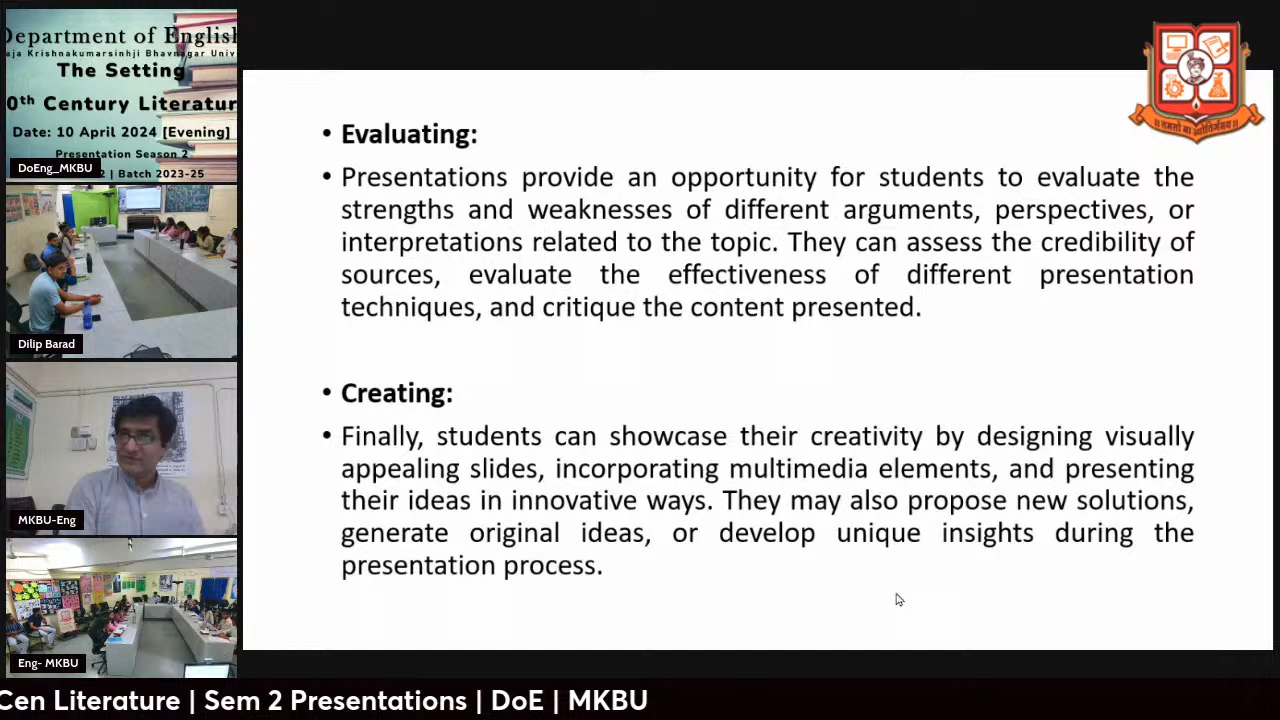 Department of English
aja Krishnakumarsinhji Bhavnagar Univ
The Setting
0th Century Literatur
Date: 10 April 2024 [Evening]
Presentation Season 2
2 | Batch 2023-25
DoEng_MKBU
Dilip Barad
MKBU-Eng
Eng- MKBU
• Evaluating:
• Presentations provide an opportunity for students to evaluate the
strengths and weaknesses of different arguments, perspectives, or
interpretations related to the topic. They can assess the credibility of
sources, evaluate the effectiveness of different presentation
techniques, and critique the content presented.
• Creating:
• Finally, students can showcase their creativity by designing visually
appealing slides, incorporating multimedia elements, and presenting
their ideas in innovative ways. They may also propose new solutions,
generate original ideas, or develop unique insights during the
presentation process.
Cen Literature | Sem 2 Presentations | DoE | MKBU